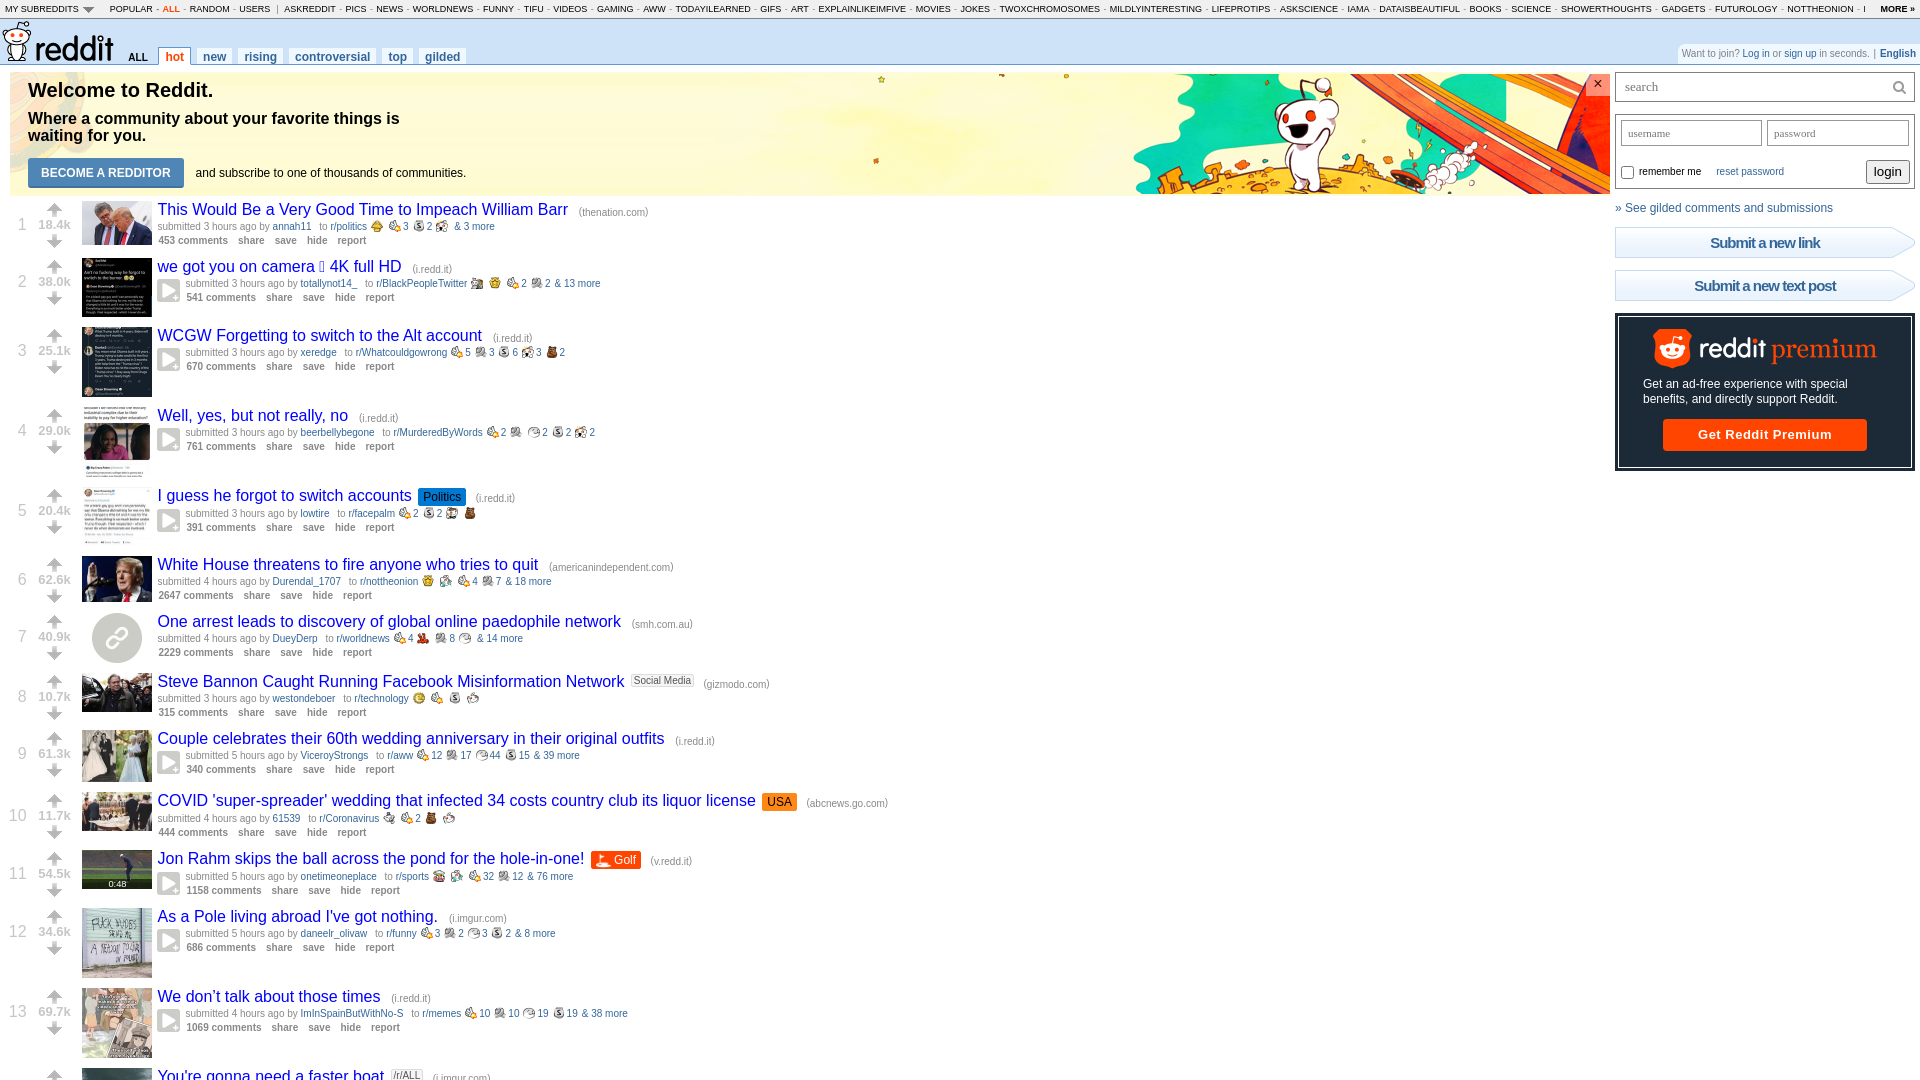 MY SUBREDDITS POPULAR - ALL - RANDOM - USERS | ASKREDDIT - PICS - NEWS - WORLDNEWS - FUNNY - TIFU - VIDEOS - GAMING - AWW - TODAYILEARNED - GIFS - ART - EXPLAINLIKEIMFIVE - MOVIES - JOKES - TWOXCHROMOSOMES - MILDLYINTERESTING - LIFEPROTIPS - ASKSCIENCE - IAMA - DATAISBEAUTIFUL - BOOKS - SCIENCE - SHOWERTHOUGHTS - GADGETS - FUTUROLOGY - NOTTHEONION - I MORE »
reddit ALL hot new rising controversial top gilded
Want to join? Log in or sign up in seconds. | English
Welcome to Reddit.
Where a community about your favorite things is
waiting for you.
BECOME A REDDITOR and subscribe to one of thousands of communities.
×
search
username password
remember me reset password login
» See gilded comments and submissions
Submit a new link
Submit a new text post
reddit premium
Get an ad-free experience with special
benefits, and directly support Reddit.
Get Reddit Premium
1 18.4k This Would Be a Very Good Time to Impeach William Barr (thenation.com)
submitted 3 hours ago by annah11 to r/politics 3 2 & 3 more
453 comments share save hide report
2 38.0k we got you on camera 4K full HD (i.redd.it)
submitted 3 hours ago by totallynot14_ to r/BlackPeopleTwitter 2 2 & 13 more
541 comments share save hide report
3 25.1k WCGW Forgetting to switch to the Alt account (i.redd.it)
submitted 3 hours ago by xeredge to r/Whatcouldgowrong 5 3 6 3 2
670 comments share save hide report
4 29.0k Well, yes, but not really, no (i.redd.it)
submitted 3 hours ago by beerbellybegone to r/MurderedByWords 2 2 2 2
761 comments share save hide report
5 20.4k I guess he forgot to switch accounts Politics (i.redd.it)
submitted 3 hours ago by lowtire to r/facepalm 2 2
391 comments share save hide report
6 62.6k White House threatens to fire anyone who tries to quit (americanindependent.com)
submitted 4 hours ago by Durendal_1707 to r/nottheonion 4 7 & 18 more
2647 comments share save hide report
7 40.9k One arrest leads to discovery of global online paedophile network (smh.com.au)
submitted 4 hours ago by DueyDerp to r/worldnews 4 8 & 14 more
2229 comments share save hide report
8 10.7k Steve Bannon Caught Running Facebook Misinformation Network Social Media (gizmodo.com)
submitted 3 hours ago by westondeboer to r/technology
315 comments share save hide report
9 61.3k Couple celebrates their 60th wedding anniversary in their original outfits (i.redd.it)
submitted 5 hours ago by ViceroyStrongs to r/aww 12 17 44 15 & 39 more
340 comments share save hide report
10 11.7k COVID 'super-spreader' wedding that infected 34 costs country club its liquor license USA (abcnews.go.com)
submitted 4 hours ago by 61539 to r/Coronavirus 2
444 comments share save hide report
11 54.5k 0:48 Jon Rahm skips the ball across the pond for the hole-in-one! Golf (v.redd.it)
submitted 5 hours ago by onetimeoneplace to r/sports 32 12 & 76 more
1158 comments share save hide report
12 34.6k As a Pole living abroad I've got nothing. (i.imgur.com)
submitted 5 hours ago by daneelr_olivaw to r/funny 3 2 3 2 & 8 more
686 comments share save hide report
13 69.7k We don’t talk about those times (i.redd.it)
submitted 4 hours ago by ImInSpainButWithNo-S to r/memes 10 10 19 19 & 38 more
1069 comments share save hide report
You're gonna need a faster boat /r/ALL (i.imgur.com)